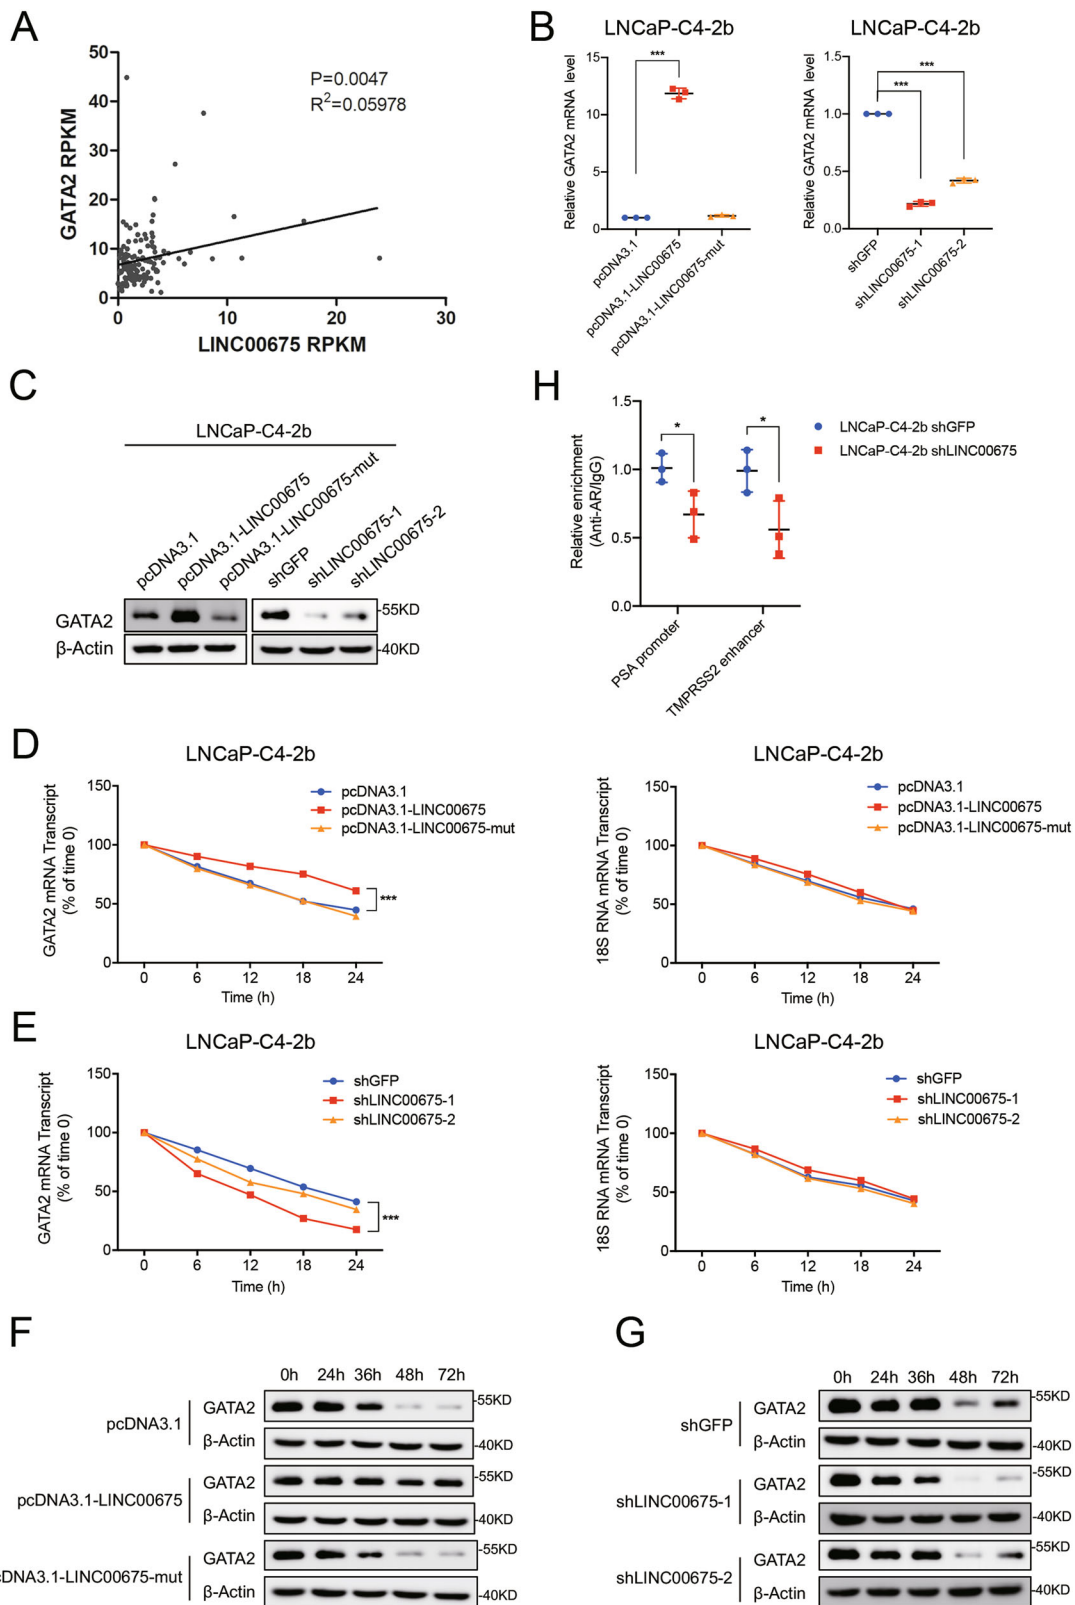 A
50
40
30
20
10
0
0
10
20
30
GATA2 RPKM
LINC00675 RPKM
P=0.0047
R²=0.05978
B
LNCaP-C4-2b
Relative GATA2 mRNA level
15
10
5
0
***
pcDNA3.1
pcDNA3.1-LINC00675
pcDNA3.1-LINC00675-mut
LNCaP-C4-2b
Relative GATA2 mRNA level
1.5
1.0
0.5
0.0
***
***
shGFP
shLINC00675-1
shLINC00675-2
C
LNCaP-C4-2b
pcDNA3.1
pcDNA3.1-LINC00675
pcDNA3.1-LINC00675-mut
shGFP
shLINC00675-1
shLINC00675-2
GATA2
-55KD
β-Actin
-40KD
H
Relative enrichment
(Anti-AR/IgG)
1.5
1.0
0.5
0.0
*
*
LNCaP-C4-2b shGFP
LNCaP-C4-2b shLINC00675
PSA promoter
TMPRSS2 enhancer
D
LNCaP-C4-2b
GATA2 mRNA Transcript
(% of time 0)
150
100
50
0
pcDNA3.1
pcDNA3.1-LINC00675
pcDNA3.1-LINC00675-mut
***
0 6 12 18 24
Time (h)
LNCaP-C4-2b
18S RNA mRNA Transcript
(% of time 0)
150
100
50
0
pcDNA3.1
pcDNA3.1-LINC00675
pcDNA3.1-LINC00675-mut
0 6 12 18 24
Time (h)
E
LNCaP-C4-2b
GATA2 mRNA Transcript
(% of time 0)
150
100
50
0
shGFP
shLINC00675-1
shLINC00675-2
***
0 6 12 18 24
Time (h)
LNCaP-C4-2b
18S RNA mRNA Transcript
(% of time 0)
150
100
50
0
shGFP
shLINC00675-1
shLINC00675-2
0 6 12 18 24
Time (h)
F
0h 24h 36h 48h 72h
pcDNA3.1
GATA2
-55KD
β-Actin
-40KD
pcDNA3.1-LINC00675
GATA2
-55KD
β-Actin
-40KD
cDNA3.1-LINC00675-mut
GATA2
-55KD
β-Actin
-40KD
G
0h 24h 36h 48h 72h
shGFP
GATA2
-55KD
β-Actin
-40KD
shLINC00675-1
GATA2
-55KD
β-Actin
-40KD
shLINC00675-2
GATA2
-55KD
β-Actin
-40KD